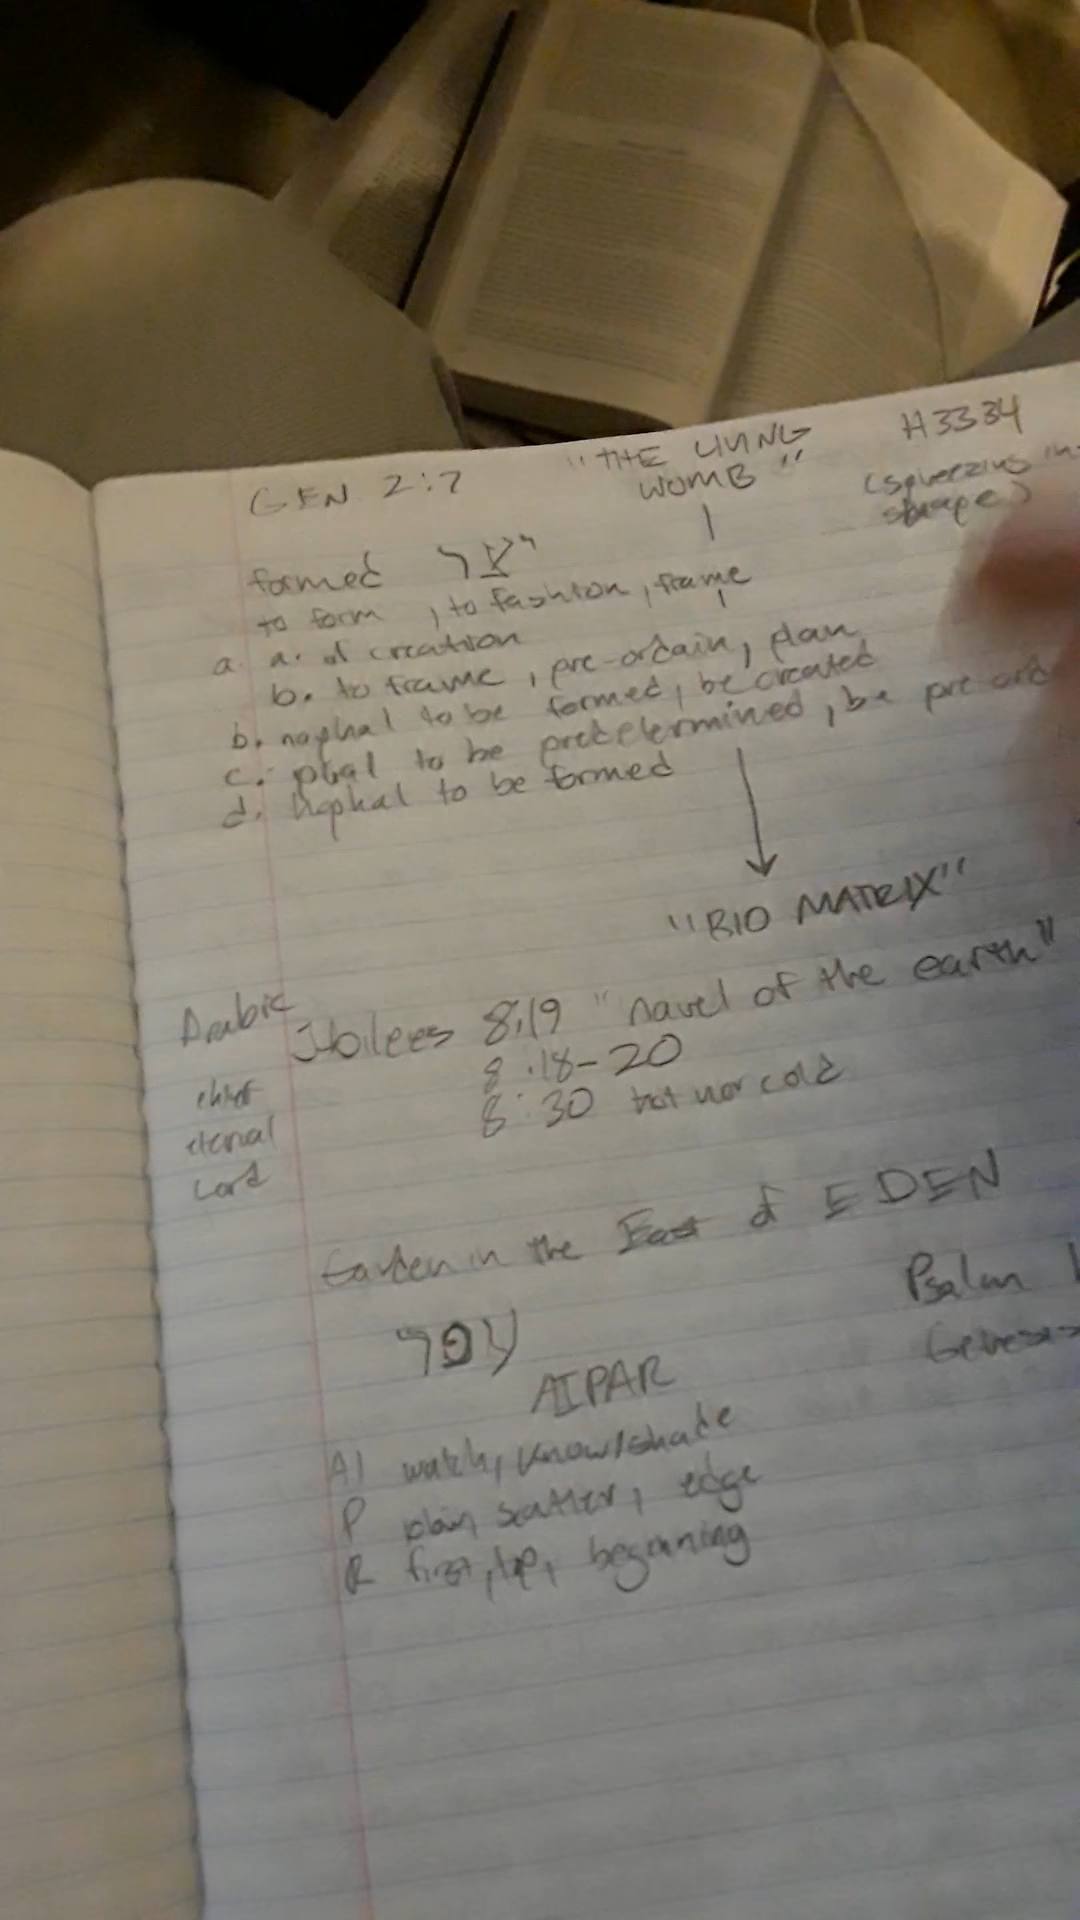 GEN 2:7 "THE LIVING WOMB" H3334
(squeezing
shape)
formed יצר
to form, to fashion, frame
a a. of creation
b. to frame, pre-ordain, plan
b. niphal to be formed, be created
c. pual to be predetermined, be pre
d. hophal to be formed
"BIO MATRIX"
Arabic
Jubilees 8:19 "navel of the earth"
8:18-20
8:30 hot nor cold
chief
eternal
Lord
Garden in the East of EDEN
Psalm
Genesis
עפר
AIPAR
AI watch, know/shade
P scatter, edge
R first, top, beginning